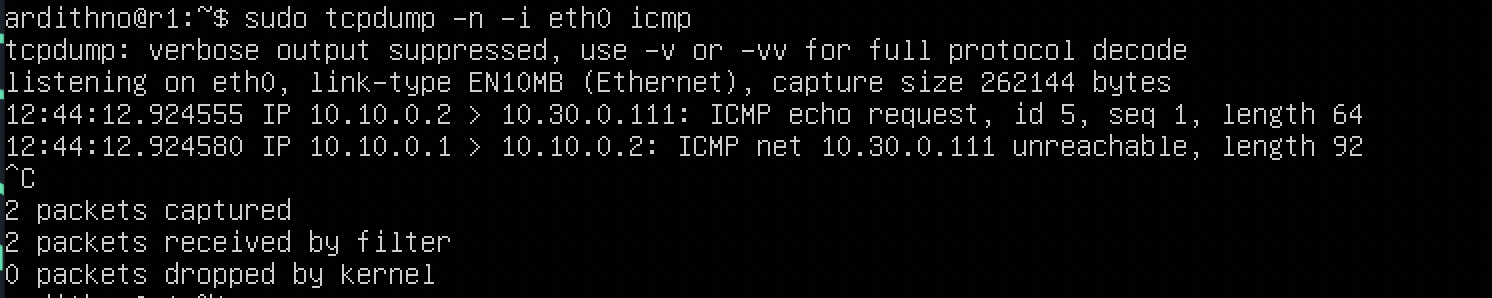 ardithno@r1:~$ sudo tcpdump -n -i eth0 icmp
tcpdump: verbose output suppressed, use -v or -vv for full protocol decode
listening on eth0, link-type EN10MB (Ethernet), capture size 262144 bytes
12:44:12.924555 IP 10.10.0.2 > 10.30.0.111: ICMP echo request, id 5, seq 1, length 64
12:44:12.924580 IP 10.10.0.1 > 10.10.0.2: ICMP net 10.30.0.111 unreachable, length 92
^C
2 packets captured
2 packets received by filter
0 packets dropped by kernel